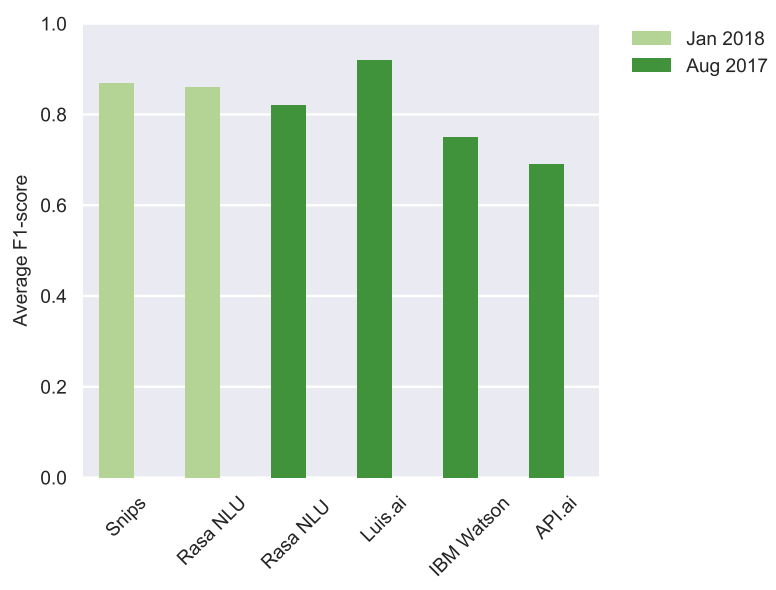 1.0
0.8
0.6
0.4
0.2
0.0
Average F1-score
Snips
Rasa NLU
Rasa NLU
Luis.ai
IBM Watson
API.ai
Jan 2018
Aug 2017